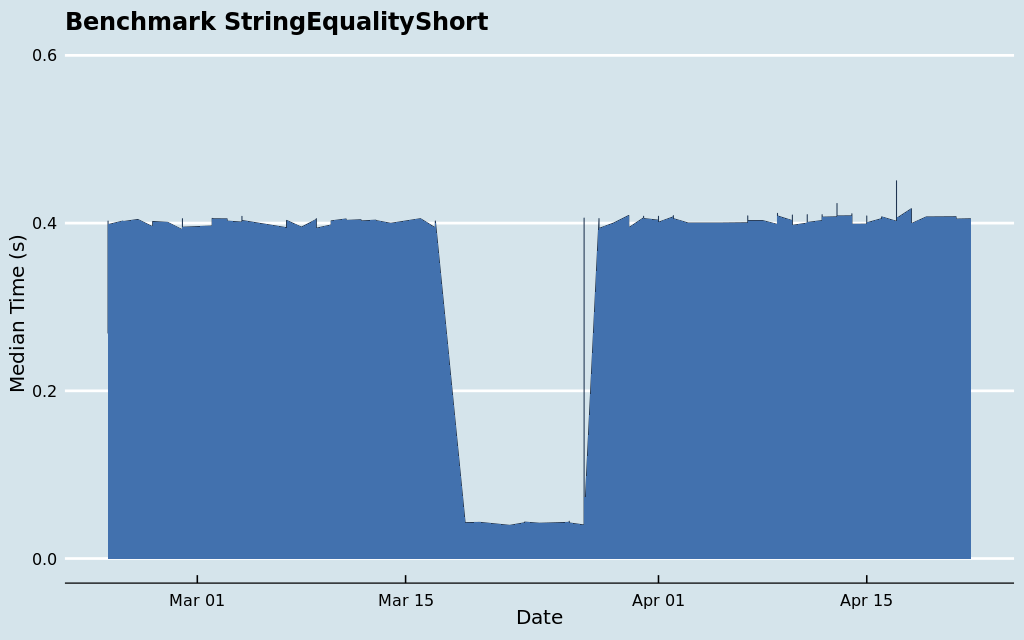 Benchmark StringEqualityShort
0.6
0.4
0.2
0.0
Median Time (s)
Mar 01
Mar 15
Apr 01
Apr 15
Date